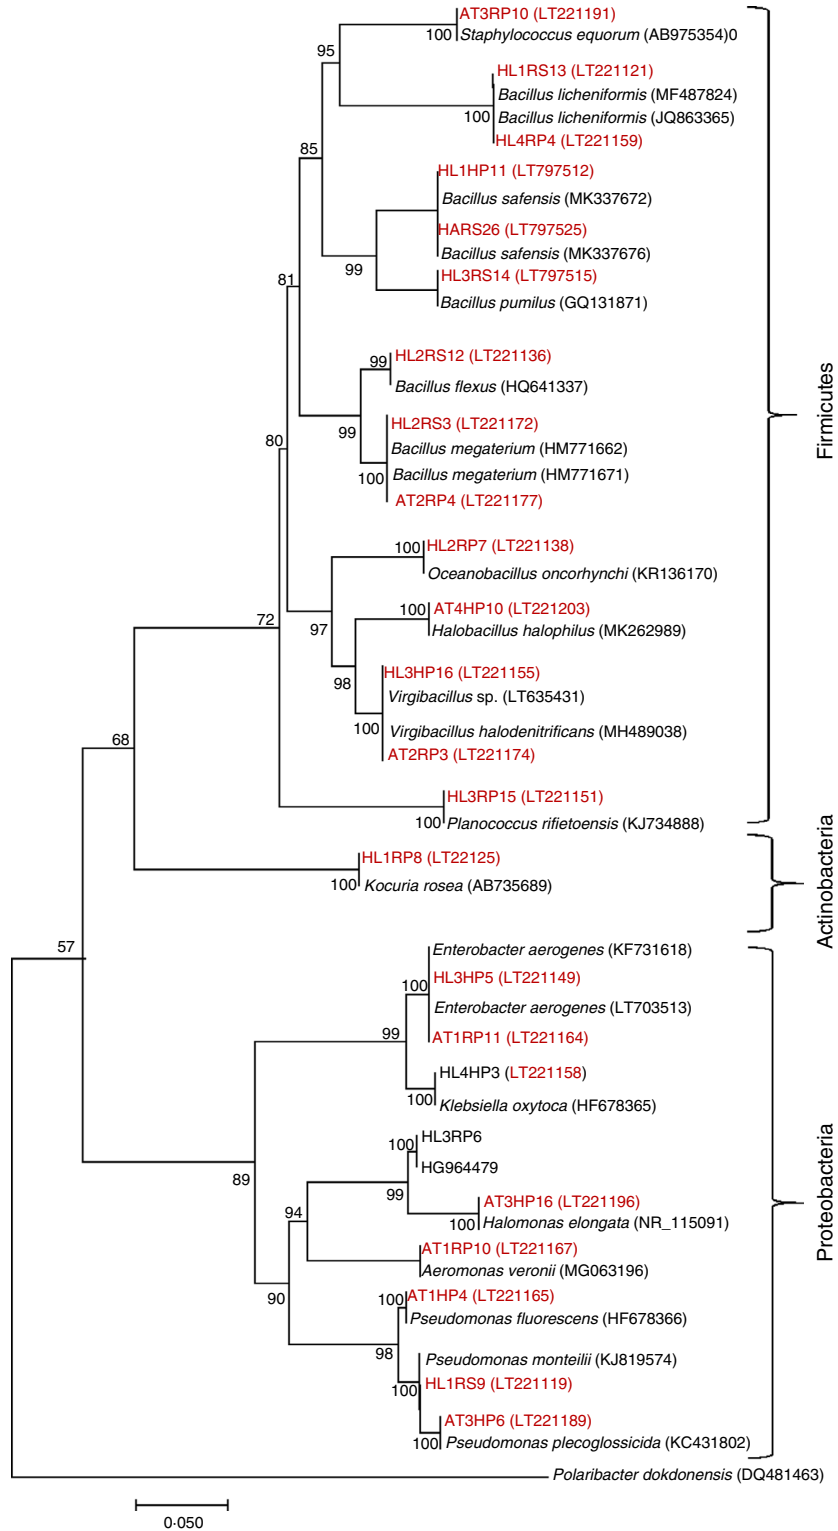 AT3RP10 (LT221191)
95
100
Staphylococcus equorum (AB975354)0
HL1RS13 (LT221121)
Bacillus licheniformis (MF487824)
Bacillus licheniformis (JQ863365)
100
HL4RP4 (LT221159)
85
HL1HP11 (LT797512)
Bacillus safensis (MK337672)
HARS26 (LT797525)
Bacillus safensis (MK337676)
99
HL3RS14 (LT797515)
81
Bacillus pumilus (GQ131871)
HL2RS12 (LT221136)
99
Bacillus flexus (HQ641337)
Firmicutes
HL2RS3 (LT221172)
99
80
Bacillus megaterium (HM771662)
Bacillus megaterium (HM771671)
100
AT2RP4 (LT221177)
HL2RP7 (LT221138)
100
Oceanobacillus oncorhynchi (KR136170)
AT4HP10 (LT221203)
100
72
97
Halobacillus halophilus (MK262989)
HL3HP16 (LT221155)
98
Virgibacillus sp. (LT635431)
100
Virgibacillus halodenitrificans (MH489038)
68
AT2RP3 (LT221174)
HL3RP15 (LT221151)
100
Planococcus rifietoensis (KJ734888)
HL1RP8 (LT22125)
100
Kocuria rosea (AB735689)
Actinobacteria
57
Enterobacter aerogenes (KF731618)
HL3HP5 (LT221149)
100
Enterobacter aerogenes (LT703513)
99
AT1RP11 (LT221164)
HL4HP3 (LT221158)
100
Klebsiella oxytoca (HF678365)
HL3RP6
100
HG964479
89
99
AT3HP16 (LT221196)
94
100
Halomonas elongata (NR_115091)
Proteobacteria
AT1RP10 (LT221167)
Aeromonas veronii (MG063196)
90
AT1HP4 (LT221165)
100
Pseudomonas fluorescens (HF678366)
98
Pseudomonas monteilii (KJ819574)
HL1RS9 (LT221119)
100
AT3HP6 (LT221189)
100
Pseudomonas plecoglossicida (KC431802)
Polaribacter dokdonensis (DQ481463)
0·050